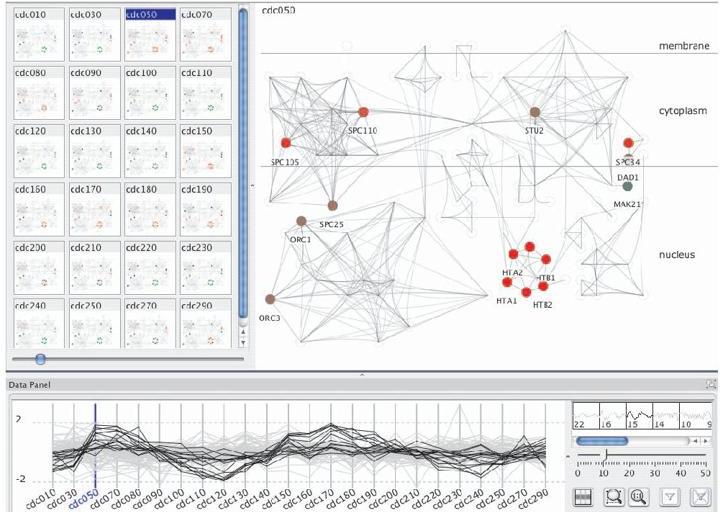 cdc010 cdc030 cdc050 cdc070
cdc080 cdc090 cdc100 cdc110
cdc120 cdc130 cdc140 cdc150
cdc160 cdc170 cdc180 cdc190
cdc200 cdc210 cdc220 cdc230
cdc240 cdc250 cdc270 cdc290
cdc050
membrane
cytoplasm
SPC110
STU2
SPC105
SPC34
DAD1
MAK21
SPC25
ORC1
nucleus
HTA2
HTB1
ORC3
HTA1
HTB2
Data Panel
2
-2
cdc010 cdc030 cdc050 cdc070 cdc080 cdc090 cdc100 cdc110 cdc120 cdc130 cdc140 cdc150 cdc160 cdc170 cdc180 cdc190 cdc200 cdc210 cdc220 cdc230 cdc240 cdc250 cdc270 cdc290
22 16 15 14 10 9
0 10 20 30 40 50